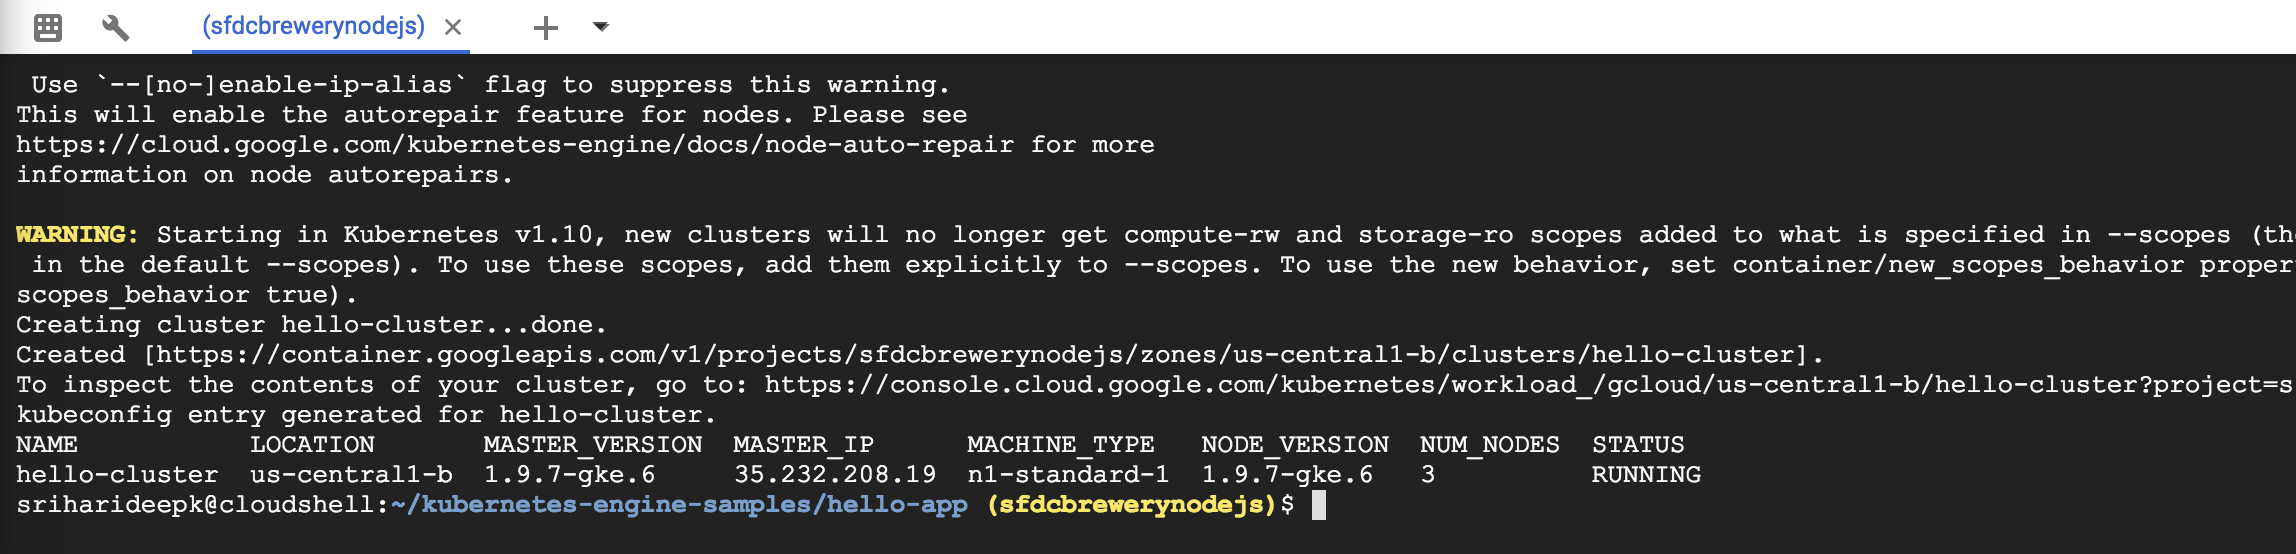 (sfdcbrewerynodejs)
Use `--[no-]enable-ip-alias` flag to suppress this warning.
This will enable the autorepair feature for nodes. Please see
https://cloud.google.com/kubernetes-engine/docs/node-auto-repair for more
information on node autorepairs.
WARNING: Starting in Kubernetes v1.10, new clusters will no longer get compute-rw and storage-ro scopes added to what is specified in --scopes (th
in the default --scopes). To use these scopes, add them explicitly to --scopes. To use the new behavior, set container/new_scopes_behavior proper
scopes_behavior true).
Creating cluster hello-cluster...done.
Created [https://container.googleapis.com/v1/projects/sfdcbrewerynodejs/zones/us-central1-b/clusters/hello-cluster].
To inspect the contents of your cluster, go to: https://console.cloud.google.com/kubernetes/workload_/gcloud/us-central1-b/hello-cluster?project=s
kubeconfig entry generated for hello-cluster.
NAME LOCATION MASTER_VERSION MASTER_IP MACHINE_TYPE NODE_VERSION NUM_NODES STATUS
hello-cluster us-central1-b 1.9.7-gke.6 35.232.208.19 n1-standard-1 1.9.7-gke.6 3 RUNNING
sriharideepk@cloudshell:~/kubernetes-engine-samples/hello-app (sfdcbrewerynodejs)$